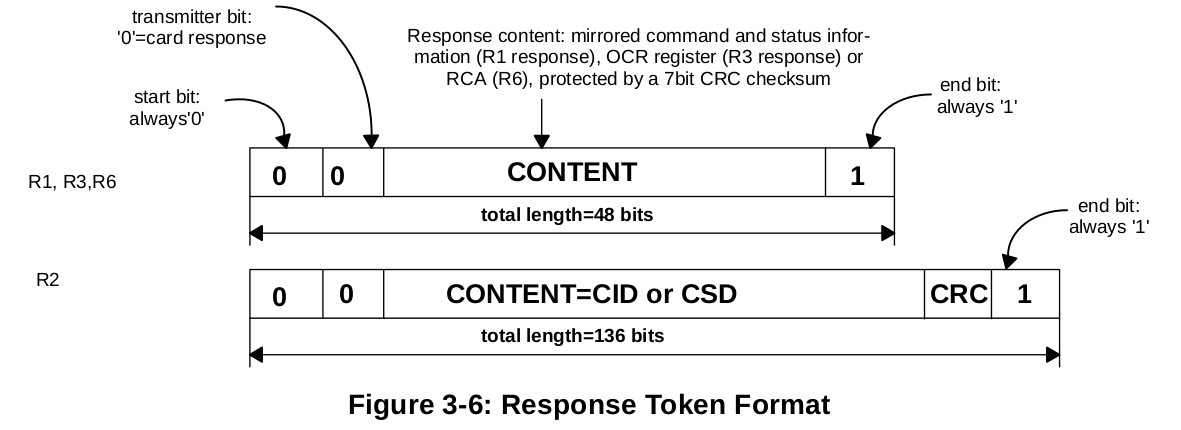 transmitter bit:
'0'=card response
Response content: mirrored command and status infor-
mation (R1 response), OCR register (R3 response) or
RCA (R6), protected by a 7bit CRC checksum
start bit:
always'0'
end bit:
always '1'
R1, R3,R6
0 0 CONTENT 1
total length=48 bits
end bit:
always '1'
R2
0 0 CONTENT=CID or CSD CRC 1
total length=136 bits
Figure 3-6: Response Token Format